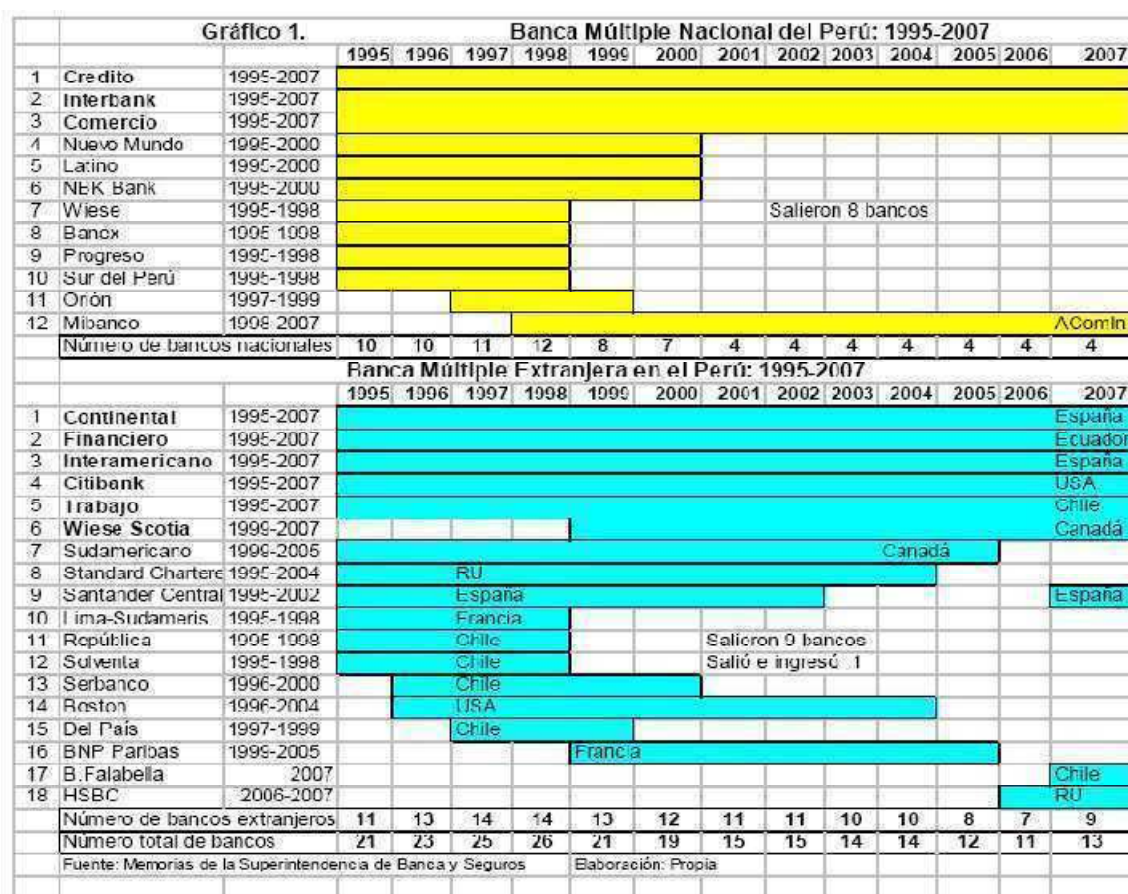 Gráfico 1. Banca Múltiple Nacional del Perú: 1995-2007
1995 1996 1997 1998 1999 2000 2001 2002 2003 2004 2005 2006 2007
1 Credito 1995-2007
2 Interbank 1995-2007
3 Comercio 1995-2007
4 Nuevo Mundo 1995-2000
5 Latino 1995-2000
6 NBK Bank 1995-2000
7 Wiese 1995-1998 Salieron 8 bancos
8 Banex 1995-1998
9 Progreso 1995-1998
10 Sur del Perú 1995-1998
11 Orión 1997-1999
12 Mibanco 1998-2007 AComin
Número de bancos nacionales 10 10 11 12 8 7 4 4 4 4 4 4 4
Banca Múltiple Extranjera en el Perú: 1995-2007
1995 1996 1997 1998 1999 2000 2001 2002 2003 2004 2005 2006 2007
1 Continental 1995-2007 España
2 Financiero 1995-2007 Ecuador
3 Interamericano 1995-2007 España
4 Citibank 1995-2007 USA
5 Trabajo 1995-2007 Chile
6 Wiese Scotia 1999-2007 Canadá
7 Sudamericano 1999-2005 Canadá
8 Standard Chartere 1995-2004 RU
9 Santander Central 1995-2002 España España
10 Lima-Sudameris 1995-1998 Francia
11 República 1995-1998 Chile Salieron 9 bancos
12 Solventa 1995-1998 Chile Salió e ingresó 1
13 Serbanco 1996-2000 Chile
14 Boston 1996-2004 USA
15 Del País 1997-1999 Chile
16 BNP Paribas 1999-2005 Francia
17 B.Falabella 2007 Chile
18 HSBC 2006-2007 RU
Número de bancos extranjeros 11 13 14 14 13 12 11 11 10 10 8 7 9
Número total de bancos 21 23 25 26 21 19 15 15 14 14 12 11 13
Fuente: Memorias de la Superintendencia de Banca y Seguros Elaboración: Propia